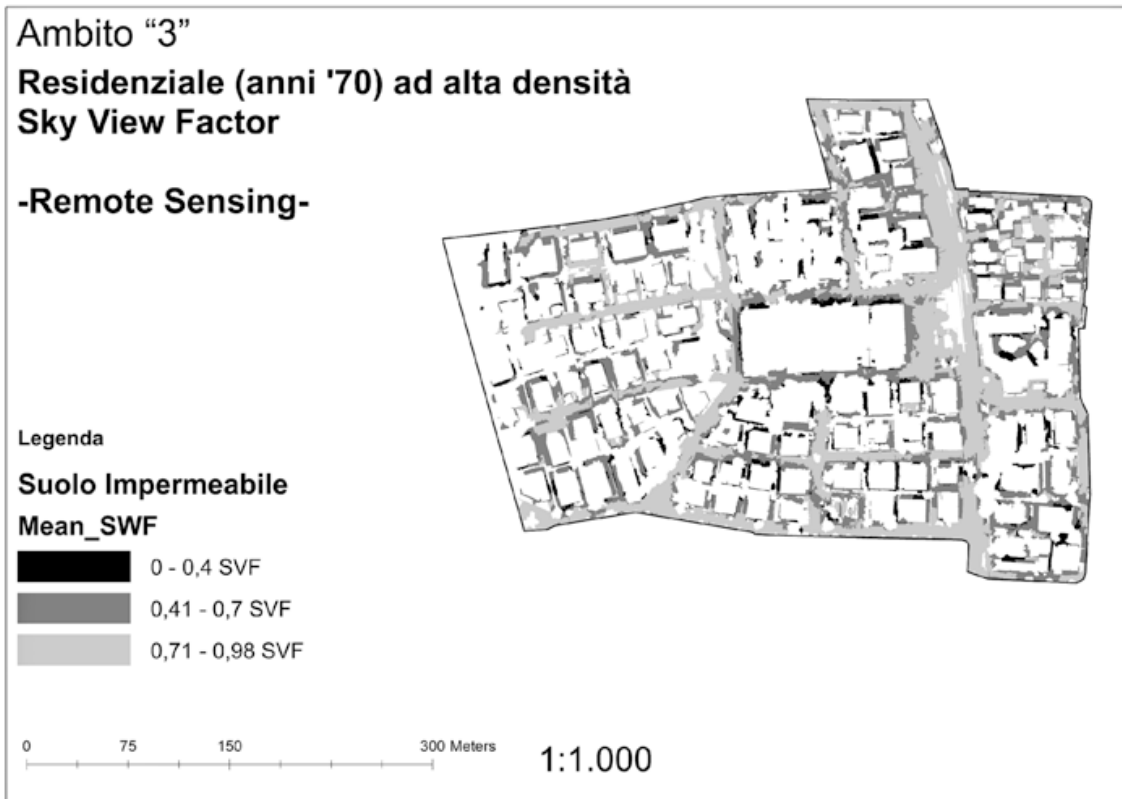 Ambito “3”
Residenziale (anni '70) ad alta densità
Sky View Factor
-Remote Sensing-
Legenda
Suolo Impermeabile
Mean_SWF
0 - 0,4 SVF
0,41 - 0,7 SVF
0,71 - 0,98 SVF
0 75 150 300 Meters
1:1.000